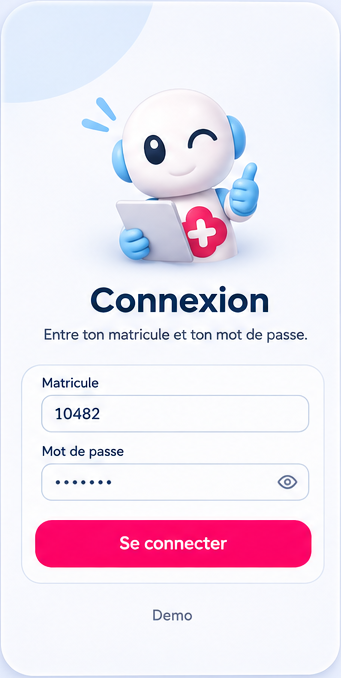 Connexion
Entre ton matricule et ton mot de passe.
Matricule
10482
Mot de passe
•••••••
Se connecter
Demo